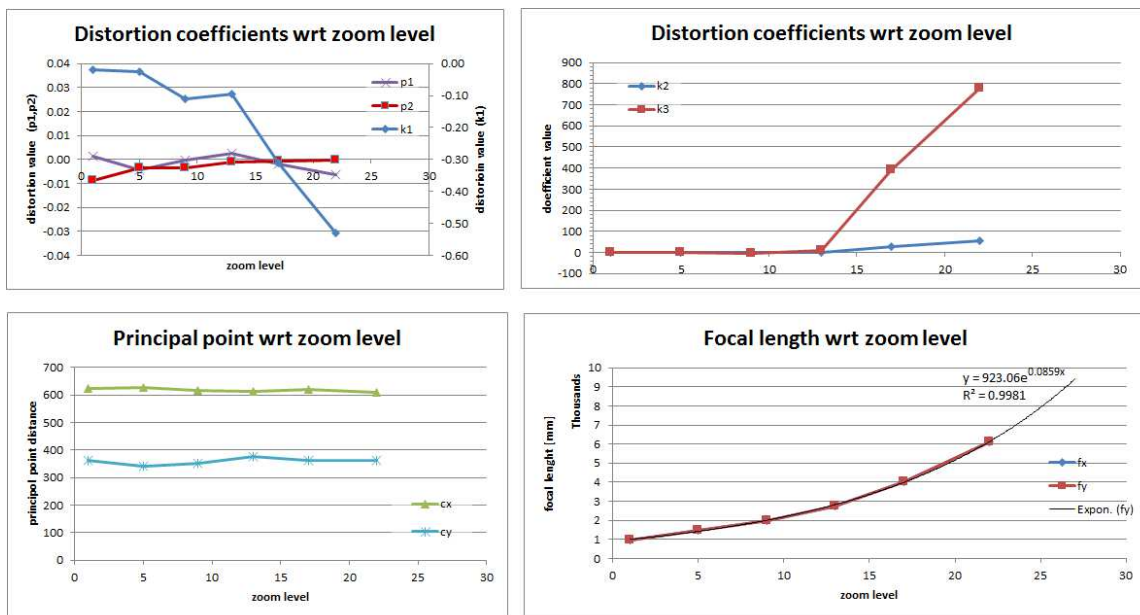 Distortion coefficients wrt zoom level
0.04
0.03
0.02
0.01
0.00
-0.01
-0.02
-0.03
-0.04
distortion value (p1,p2)
0 5 10 15 20 25 30
zoom level
0.00
-0.10
-0.20
-0.30
-0.40
-0.50
-0.60
distortioin value (k1)
p1
p2
k1
Distortion coefficients wrt zoom level
900
800
700
600
500
400
300
200
100
0
-100
doefficient value
0 5 10 15 20 25 30
zoom level
k2
k3
Principal point wrt zoom level
700
600
500
400
300
200
100
0
principol point distance
0 5 10 15 20 25 30
zoom level
cx
cy
Focal length wrt zoom level
10
9
8
7
6
5
4
3
2
1
0
Thousands
focal lenght [mm]
0 5 10 15 20 25 30
zoom level
y = 923.06e^0.0859x
R² = 0.9981
fx
fy
Expon. (fy)